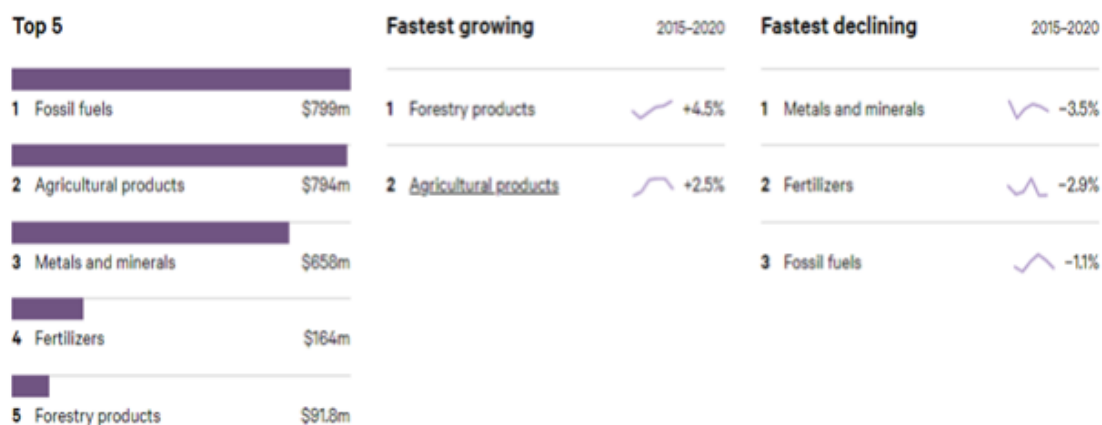 Top 5
1 Fossil fuels $799m
2 Agricultural products $794m
3 Metals and minerals $658m
4 Fertilizers $164m
5 Forestry products $91.8m
Fastest growing 2015–2020
1 Forestry products +4.5%
2 Agricultural products +2.5%
Fastest declining 2015–2020
1 Metals and minerals −3.5%
2 Fertilizers −2.9%
3 Fossil fuels −1.1%